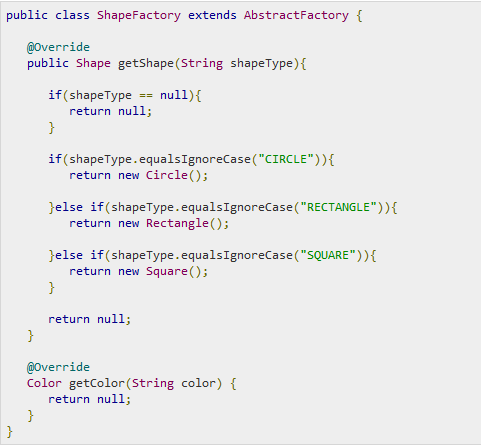 public class ShapeFactory extends AbstractFactory {
@Override
public Shape getShape(String shapeType){
if(shapeType == null){
return null;
}
if(shapeType.equalsIgnoreCase("CIRCLE")){
return new Circle();
}else if(shapeType.equalsIgnoreCase("RECTANGLE")){
return new Rectangle();
}else if(shapeType.equalsIgnoreCase("SQUARE")){
return new Square();
}
return null;
}
@Override
Color getColor(String color) {
return null;
}
}